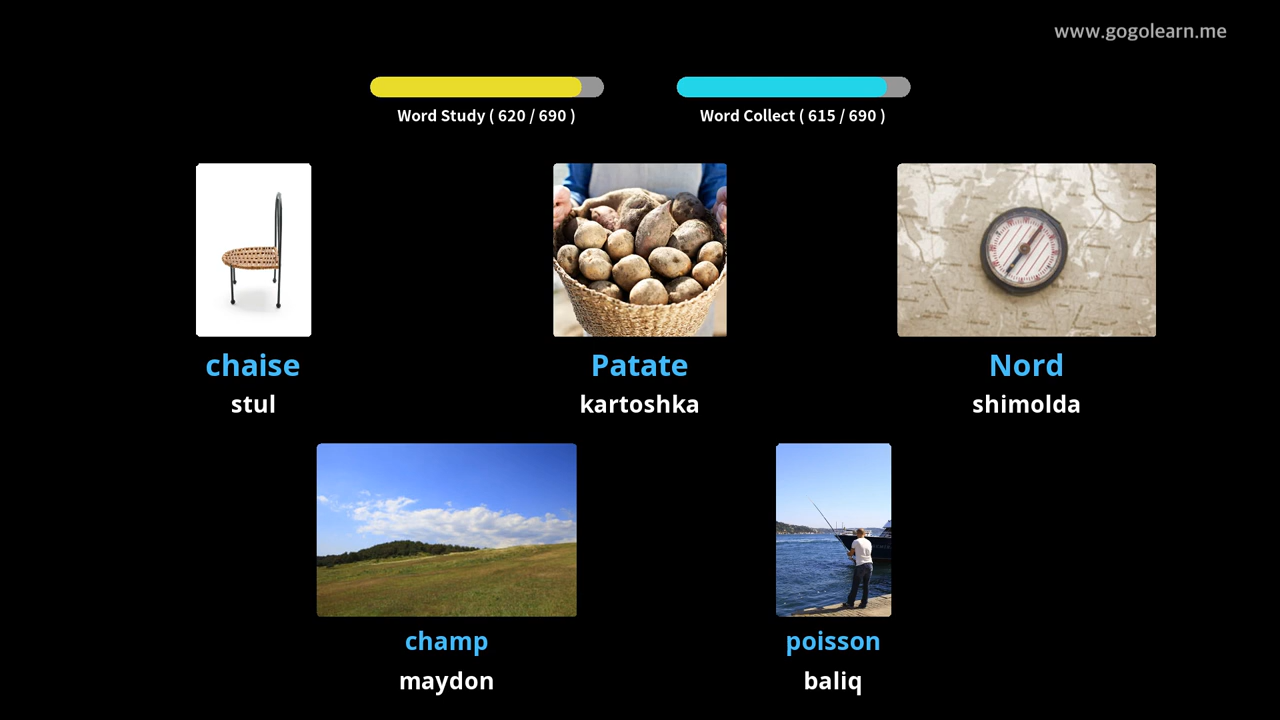 www.gogolearn.me
Word Study ( 620 / 690 )
Word Collect ( 615 / 690 )
chaise
stul
Patate
kartoshka
Nord
shimolda
champ
maydon
poisson
baliq